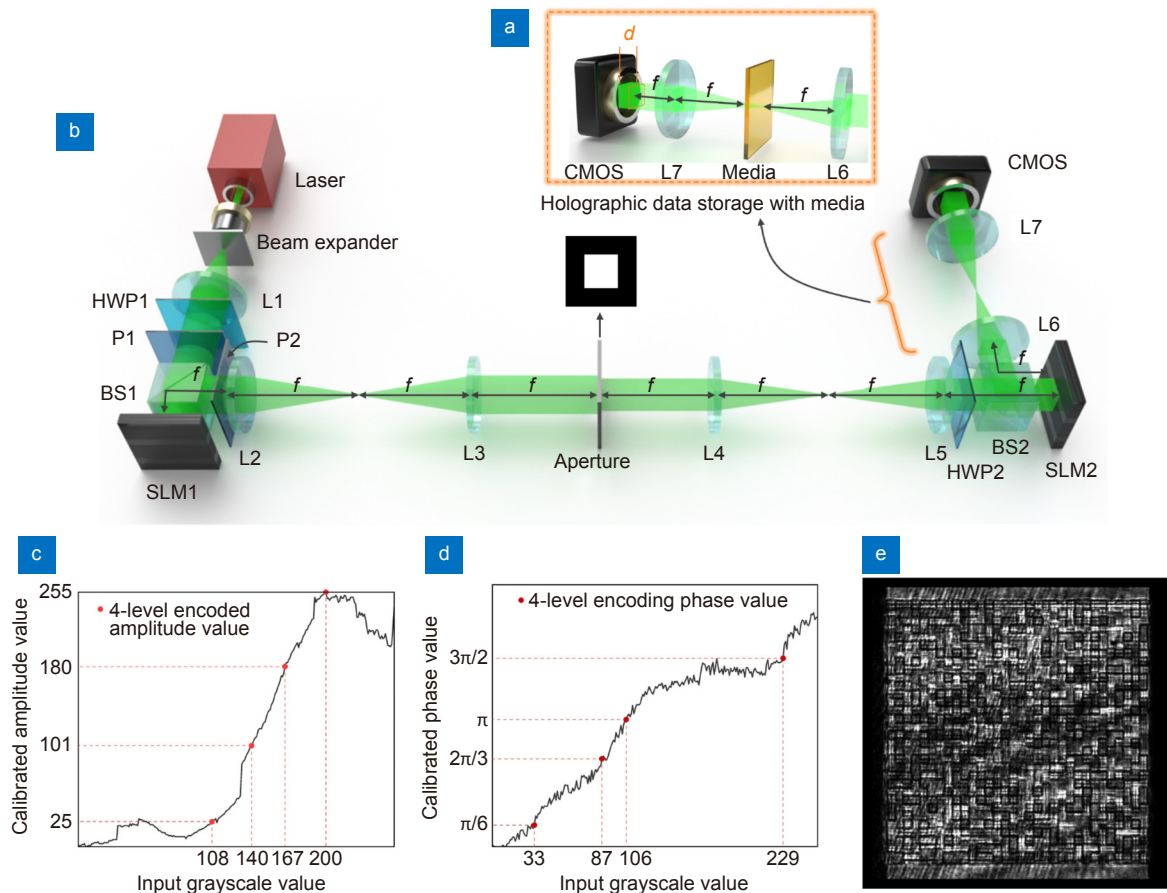 a
d
f
f
f
CMOS
L7
Media
L6
Holographic data storage with media
b
Laser
Beam expander
L1
HWP1
P1
P2
BS1
f
L2
SLM1
f
f
f
f
f
f
L3
Aperture
L4
L5
HWP2
BS2
SLM2
f
f
L6
L7
CMOS
c
4-level encoded
amplitude value
Calibrated amplitude value
255
180
101
25
108 140 167 200
Input grayscale value
d
4-level encoding phase value
Calibrated phase value
3π/2
π
2π/3
π/6
33 87 106 229
Input grayscale value
e